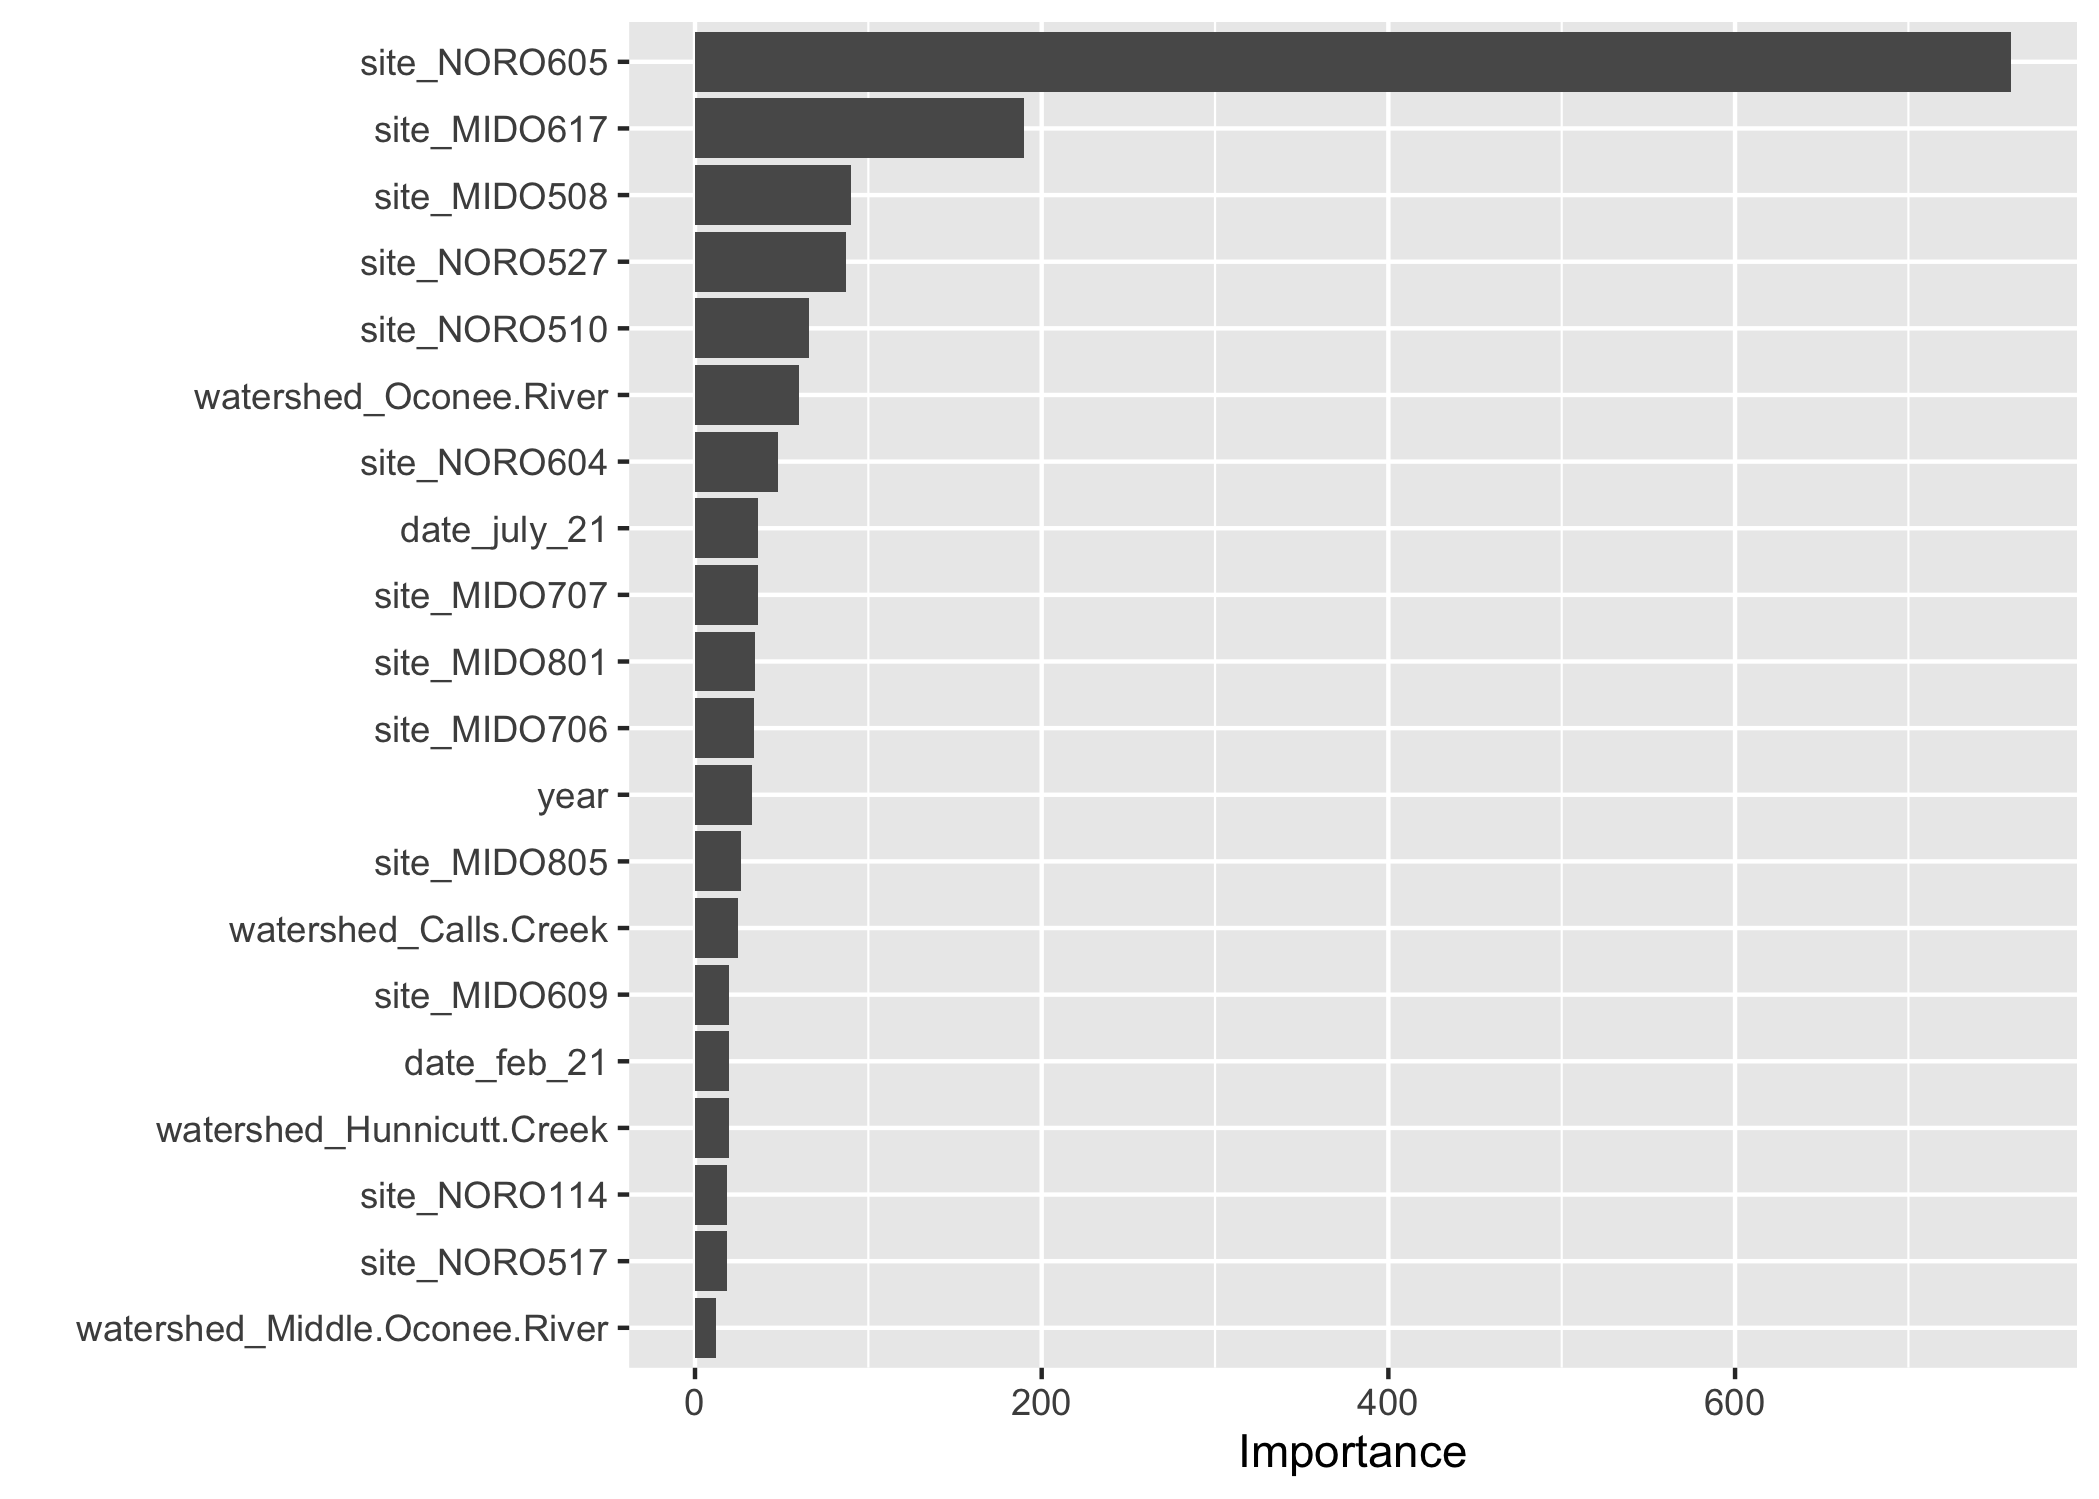 site_NORO605
site_MIDO617
site_MIDO508
site_NORO527
site_NORO510
watershed_Oconee.River
site_NORO604
date_july_21
site_MIDO707
site_MIDO801
site_MIDO706
year
site_MIDO805
watershed_Calls.Creek
site_MIDO609
date_feb_21
watershed_Hunnicutt.Creek
site_NORO114
site_NORO517
watershed_Middle.Oconee.River
0 200 400 600
Importance